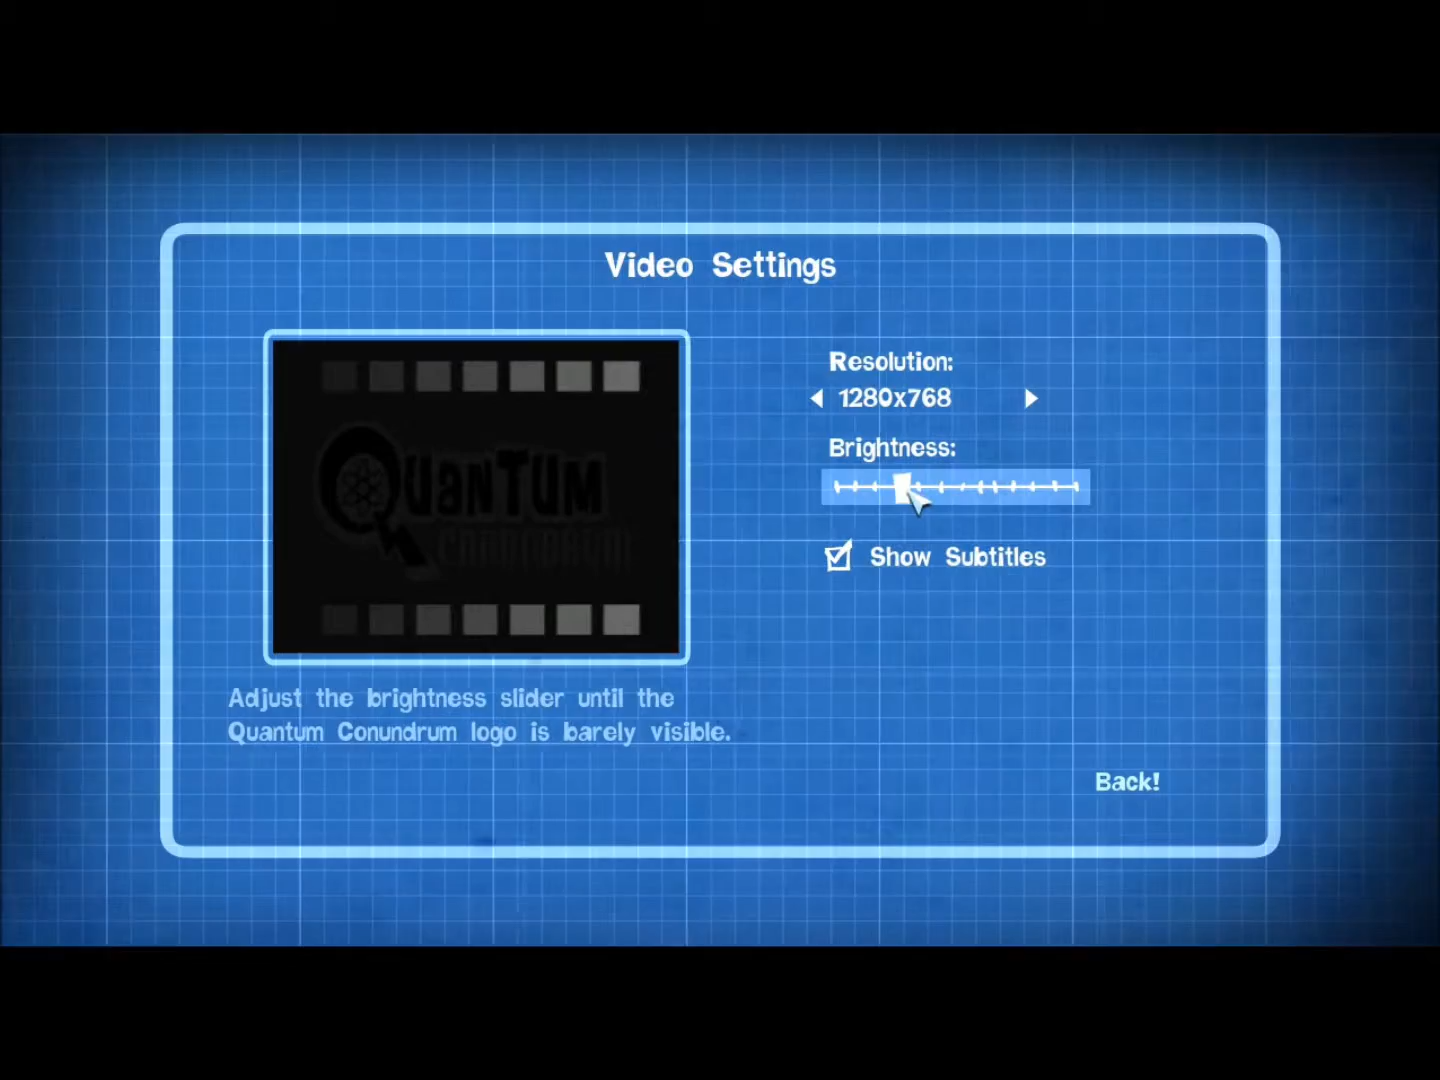 Video Settings
Resolution:
1280x768
Brightness:
QUANTUM
CONUNDRUM
Show Subtitles
Adjust the brightness slider until the
Quantum Conundrum logo is barely visible.
Back!